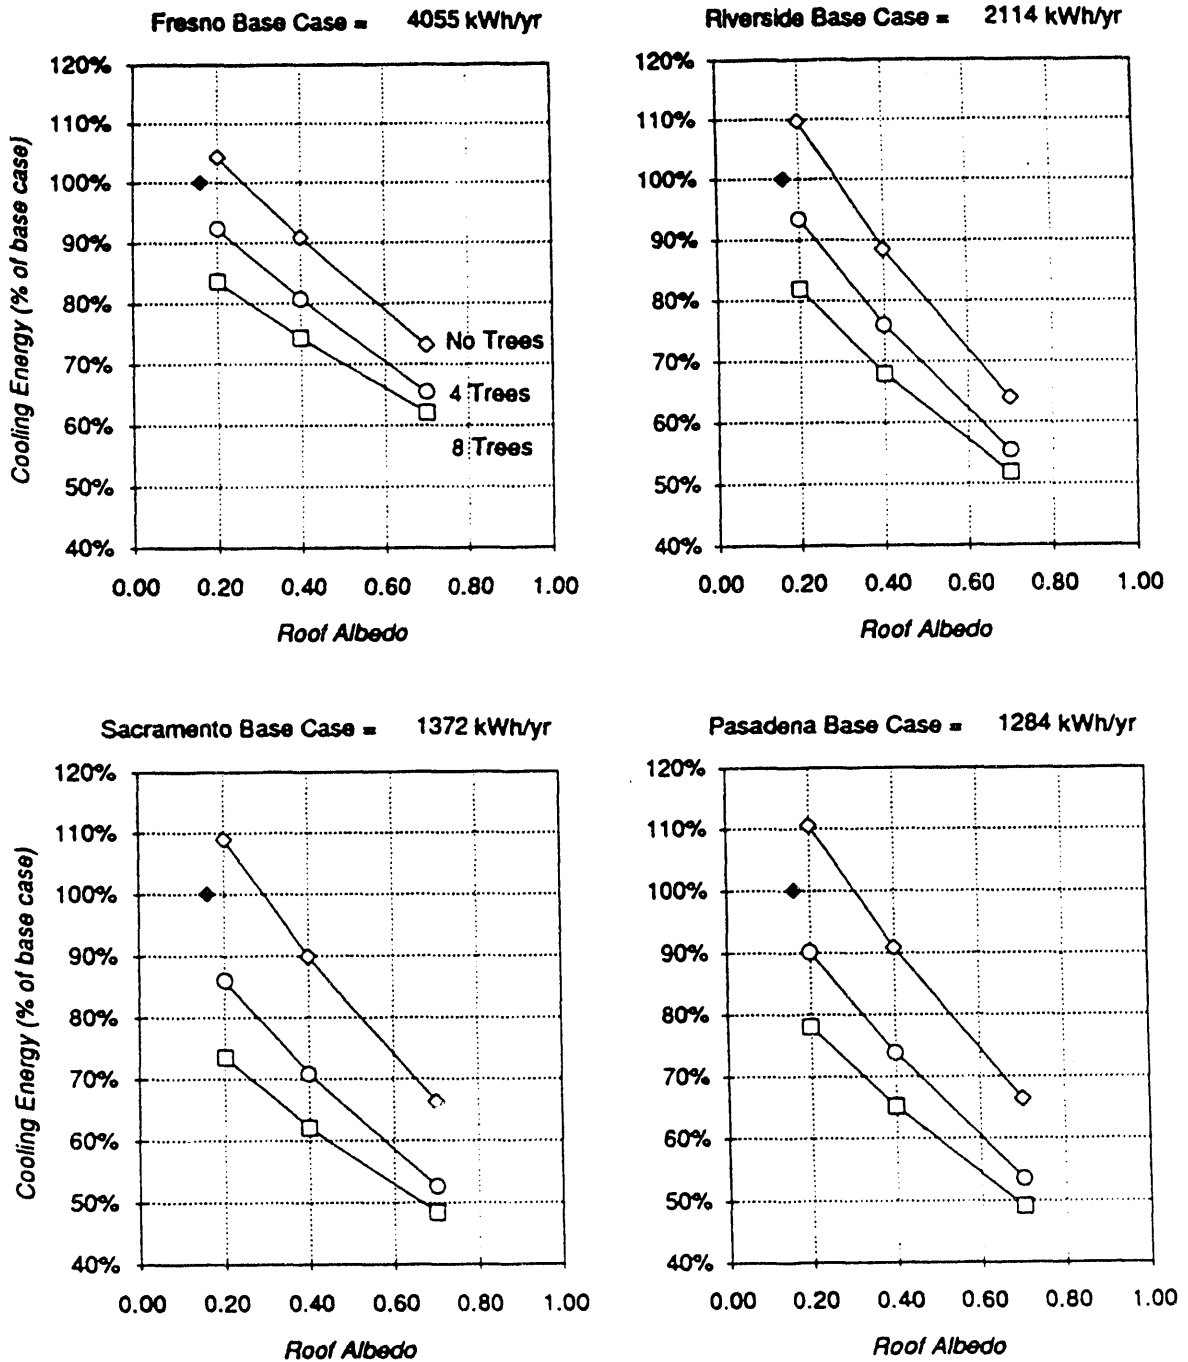 Fresno Base Case = 4055 kWh/yr
120%
110%
100%
90%
80%
70%
60%
50%
40%
Cooling Energy (% of base case)
No Trees
4 Trees
8 Trees
0.00 0.20 0.40 0.60 0.80 1.00
Roof Albedo
Riverside Base Case = 2114 kWh/yr
120%
110%
100%
90%
80%
70%
60%
50%
40%
0.00 0.20 0.40 0.60 0.80 1.00
Roof Albedo
Sacramento Base Case = 1372 kWh/yr
120%
110%
100%
90%
80%
70%
60%
50%
40%
Cooling Energy (% of base case)
0.00 0.20 0.40 0.60 0.80 1.00
Roof Albedo
Pasadena Base Case = 1284 kWh/yr
120%
110%
100%
90%
80%
70%
60%
50%
40%
0.00 0.20 0.40 0.60 0.80 1.00
Roof Albedo